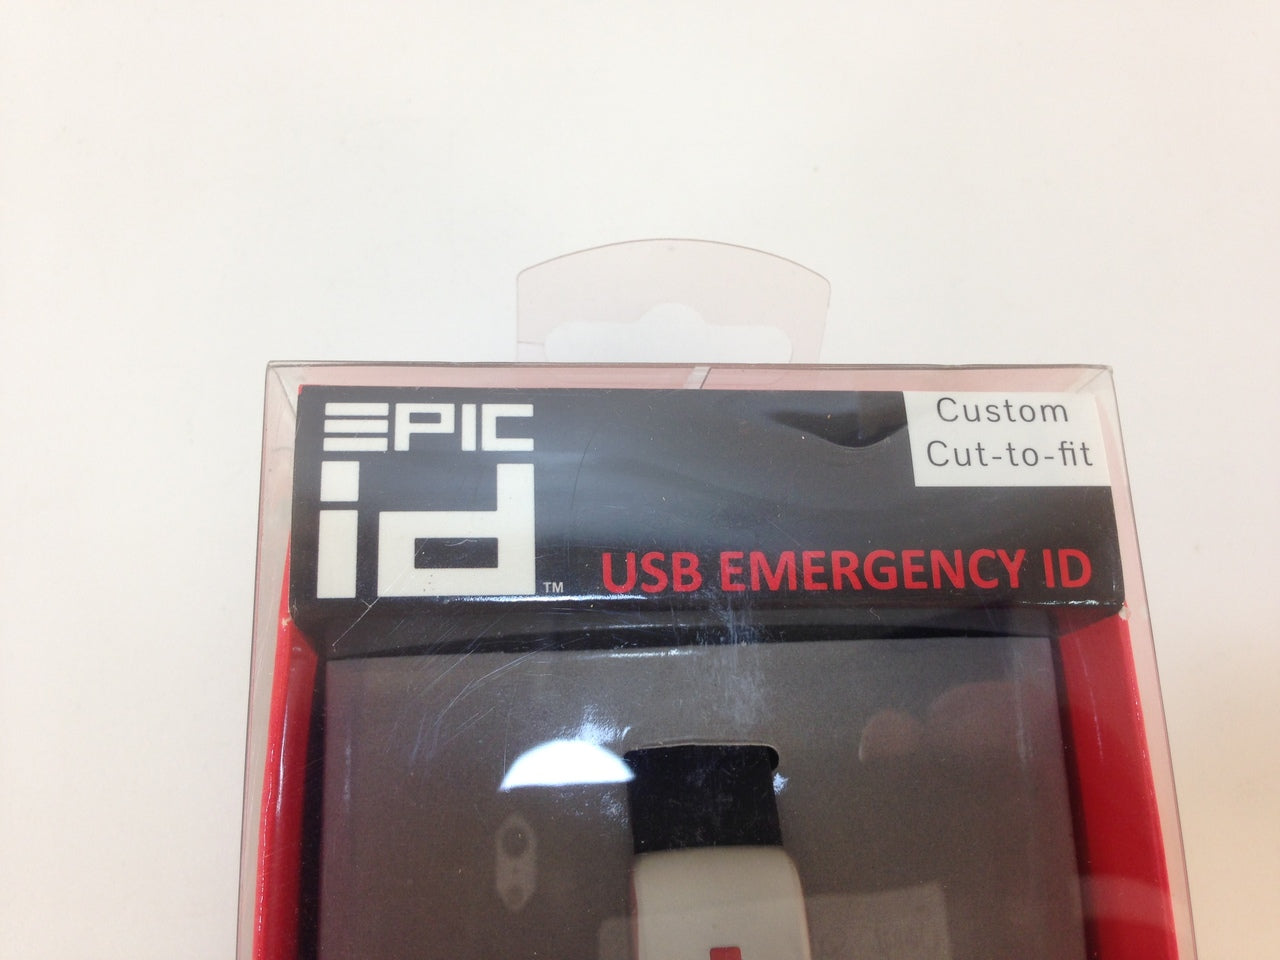 EPIC
id
™
USB EMERGENCY ID
Custom
Cut-to-fit